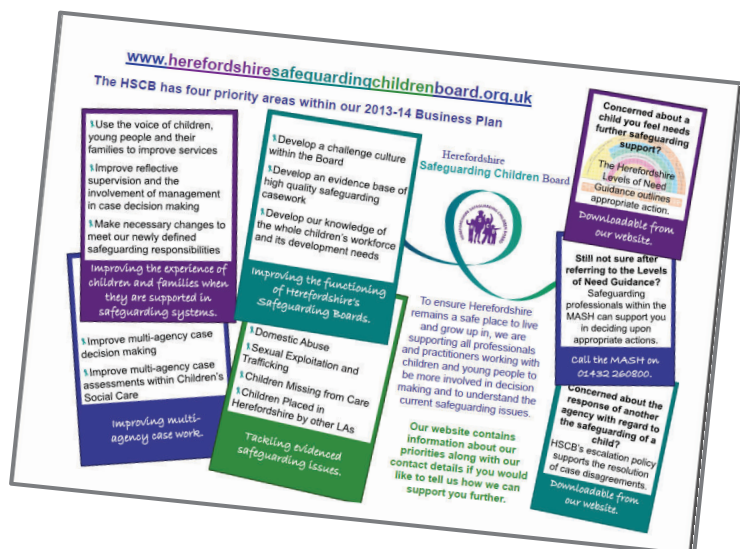 www.herefordshiresafeguardingchildrenboard.org.uk
The HSCB has four priority areas within our 2013-14 Business Plan
Use the voice of children,
young people and their
families to improve services
Improve reflective
supervision and the
involvement of management
in case decision making
Make necessary changes to
meet our newly defined
safeguarding responsibilities
Improving the experience of
children and families when
they are supported in
safeguarding systems.
Develop a challenge culture
within the Board
Develop an evidence base of
high quality safeguarding
casework
Develop our knowledge of
the whole children's workforce
and its development needs
Improving the functioning
of Herefordshire's
Safeguarding Boards.
Improve multi-agency case
decision making
Improve multi-agency case
assessments within Children's
Social Care
Improving multi-
agency case work.
Domestic Abuse
Sexual Exploitation and
Trafficking
Children Missing from Care
Children Placed in
Herefordshire by other LAs
Tackling evidenced
safeguarding issues.
Herefordshire
Safeguarding Children Board
To ensure Herefordshire
remains a safe place to live
and grow up in, we are
supporting all professionals
and practitioners working with
children and young people to
be more involved in decision
making and to understand the
current safeguarding issues.
Our website contains
information about our
priorities along with our
contact details if you would
like to tell us how we can
support you further.
Concerned about a
child you feel needs
further safeguarding
support?
The Herefordshire
Levels of Need
Guidance outlines
appropriate action.
Downloadable from
our website.
Still not sure after
referring to the Levels
of Need Guidance?
Safeguarding
professionals within the
MASH can support you
in deciding upon
appropriate actions.
Call the MASH on
01432 260800.
Concerned about the
response of another
agency with regard to
the safeguarding of a
child?
HSCB's escalation policy
supports the resolution
of case disagreements.
Downloadable from
our website.